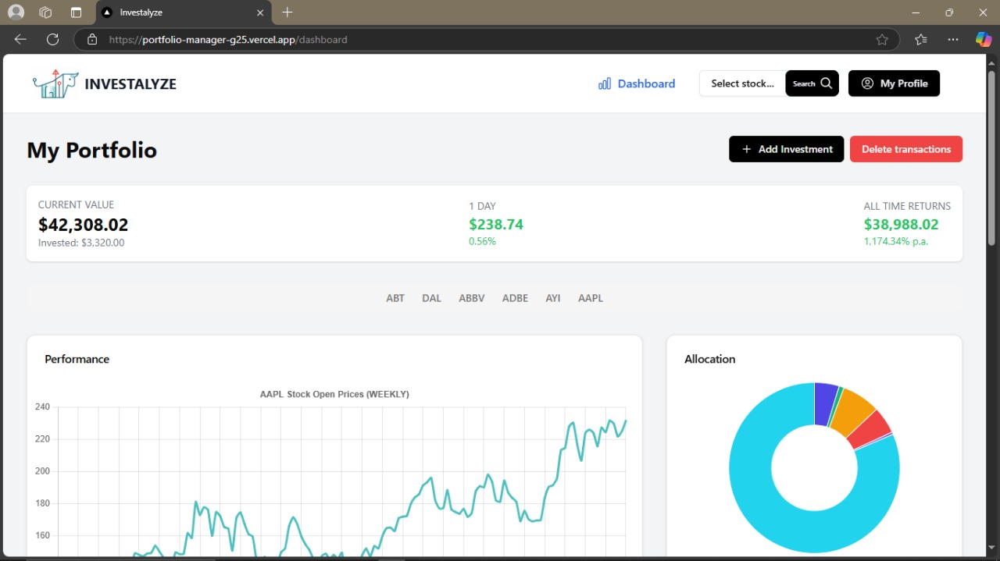 Investalyze
https://portfolio-manager-g25.vercel.app/dashboard
INVESTALYZE
Dashboard
Select stock...
Search
My Profile
My Portfolio
+ Add Investment
Delete transactions
CURRENT VALUE
$42,308.02
Invested: $3,320.00
1 DAY
$238.74
0.56%
ALL TIME RETURNS
$38,988.02
1,174.34% p.a.
ABT DAL ABBV ADBE AYI AAPL
Performance
AAPL Stock Open Prices (WEEKLY)
240
220
200
180
160
Allocation